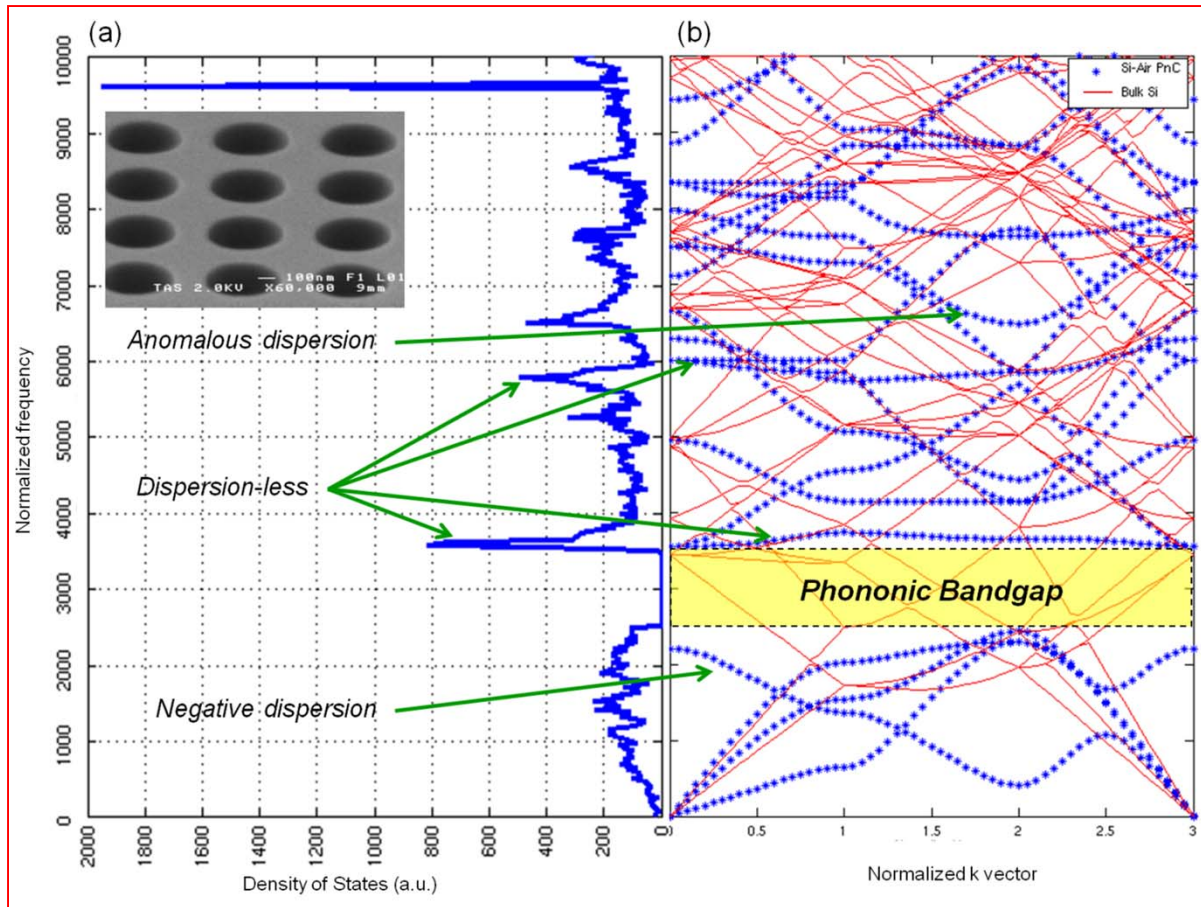 (a)
(b)
10000
9000
8000
7000
6000
5000
4000
3000
2000
1000
0
Normalized frequency
100nm F1 L01
TAS 2.0KV X60,000 9mm
Anomalous dispersion
Dispersion-less
Negative dispersion
2000
1800
1600
1400
1200
1000
800
600
400
200
0
Density of States (a.u.)
Si-Air PnC
Bulk Si
Phononic Bandgap
0.5
1
1.5
2
2.5
3
Normalized k vector